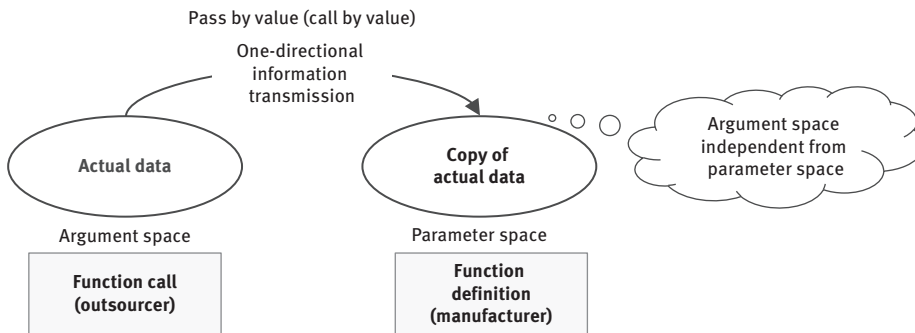 Pass by value (call by value)
One-directional
information
transmission
Actual data
Copy of
actual data
Argument space
independent from
parameter space
Argument space
Parameter space
Function call
(outsourcer)
Function
definition
(manufacturer)